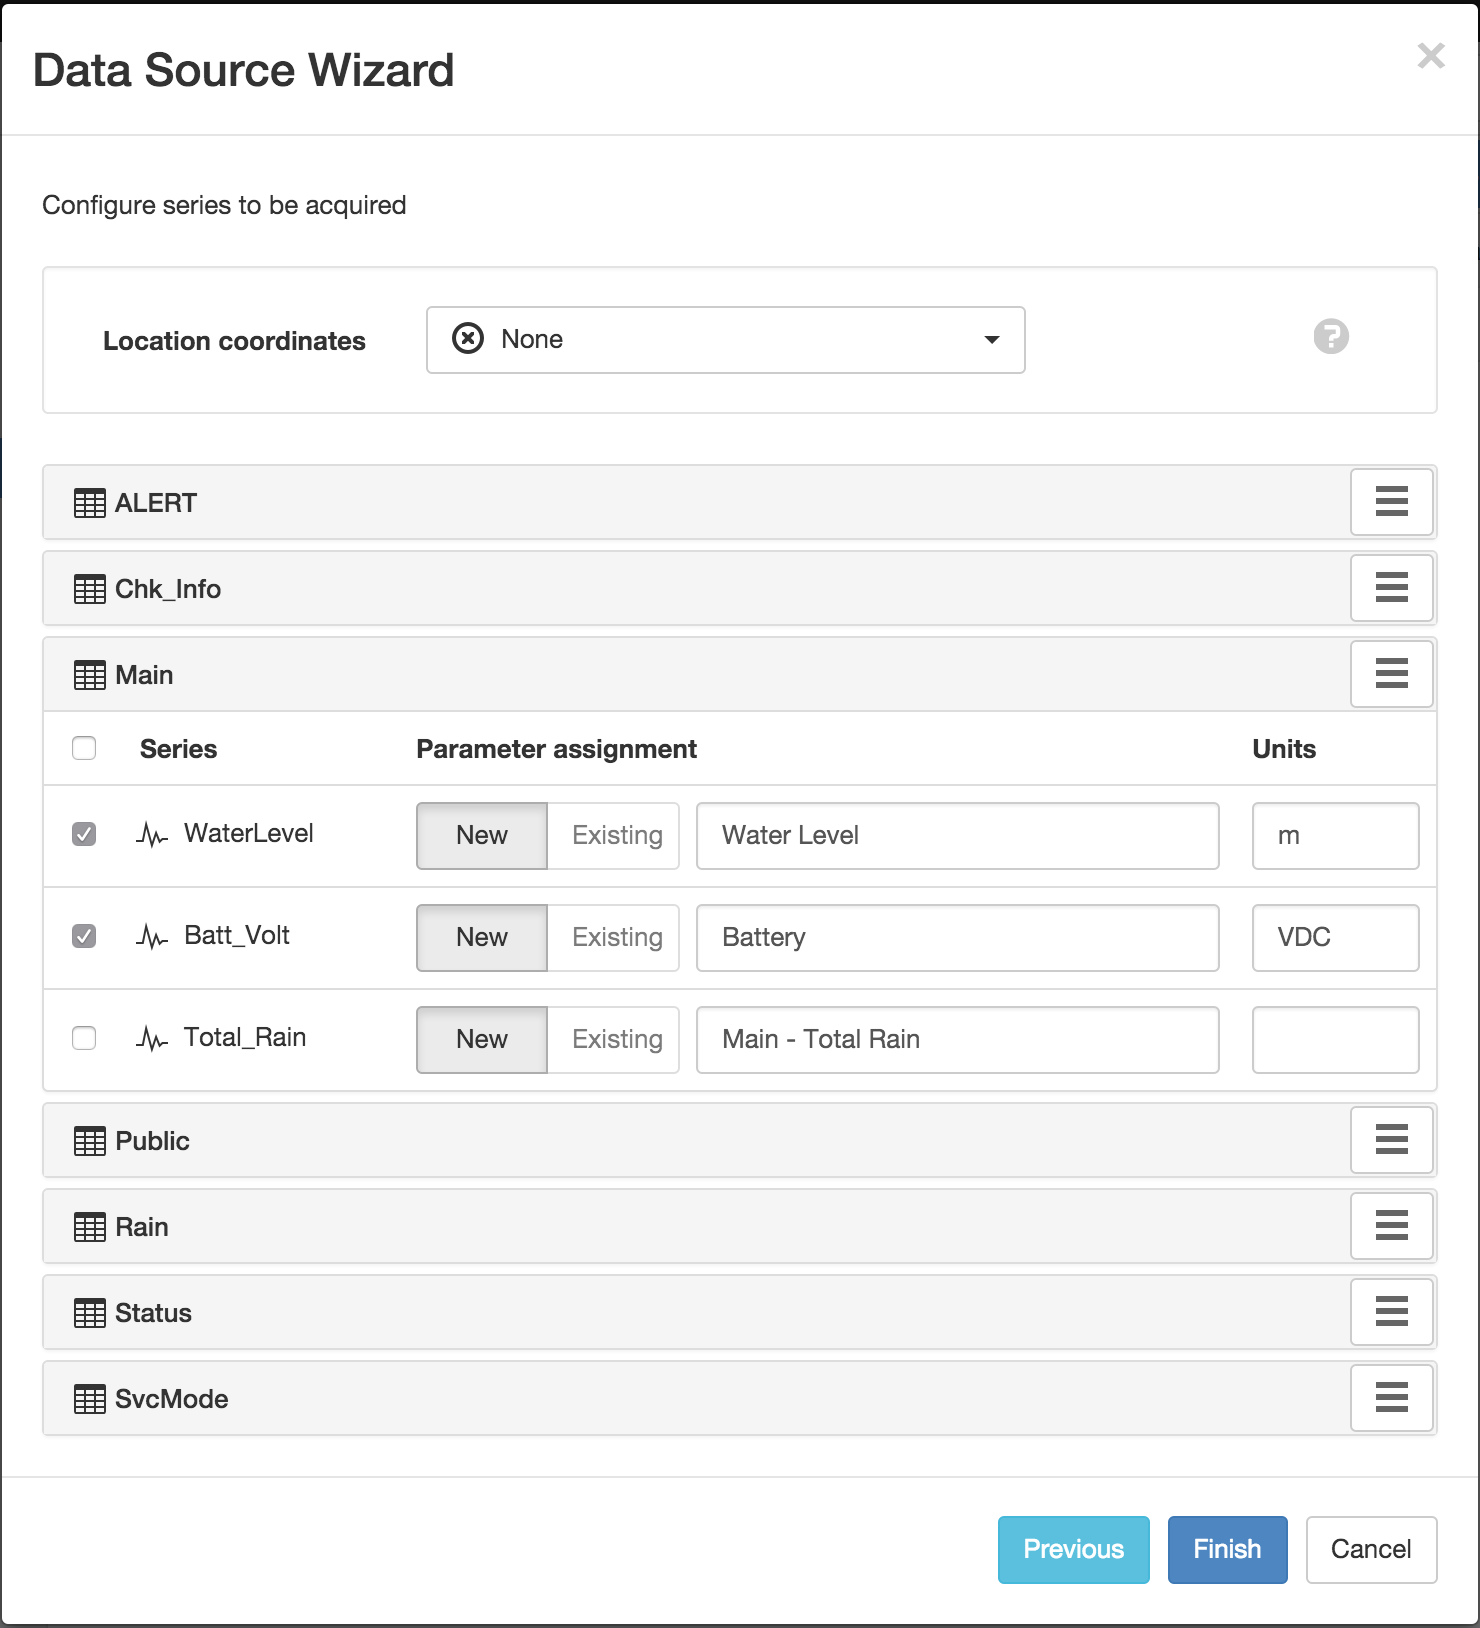 Data Source Wizard
Configure series to be acquired
Location coordinates None
ALERT
Chk_Info
Main
Series Parameter assignment Units
WaterLevel New Existing Water Level m
Batt_Volt New Existing Battery VDC
Total_Rain New Existing Main - Total Rain
Public
Rain
Status
SvcMode
Previous Finish Cancel